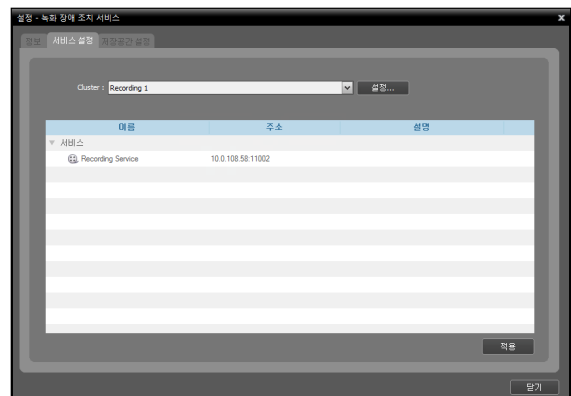 설정 - 녹화 장애 조치 서비스
x
정보 서비스 설정 저장공간 설정
Cluster : Recording 1 설정...
이름 주소 설명
서비스
Recording Service 10.0.108.58:11002
적용
닫기